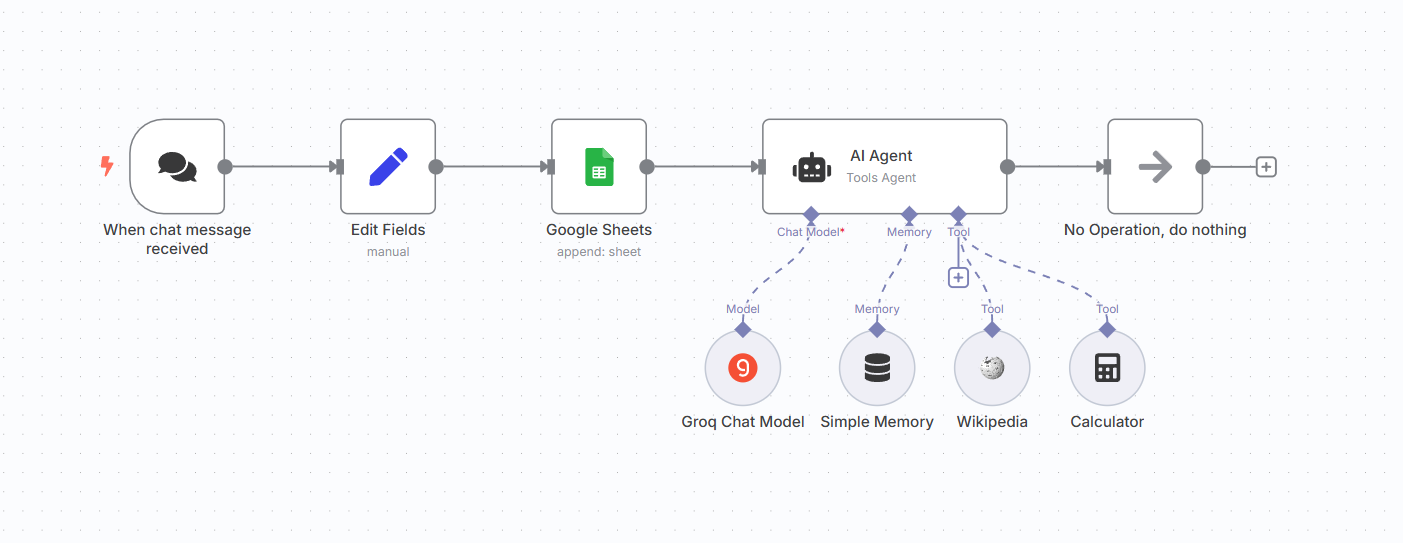 AI Agent
Tools Agent
When chat message
received
Edit Fields
manual
Google Sheets
append: sheet
Chat Model*
Memory
Tool
No Operation, do nothing
Model
Memory
Tool
Tool
Groq Chat Model
Simple Memory
Wikipedia
Calculator